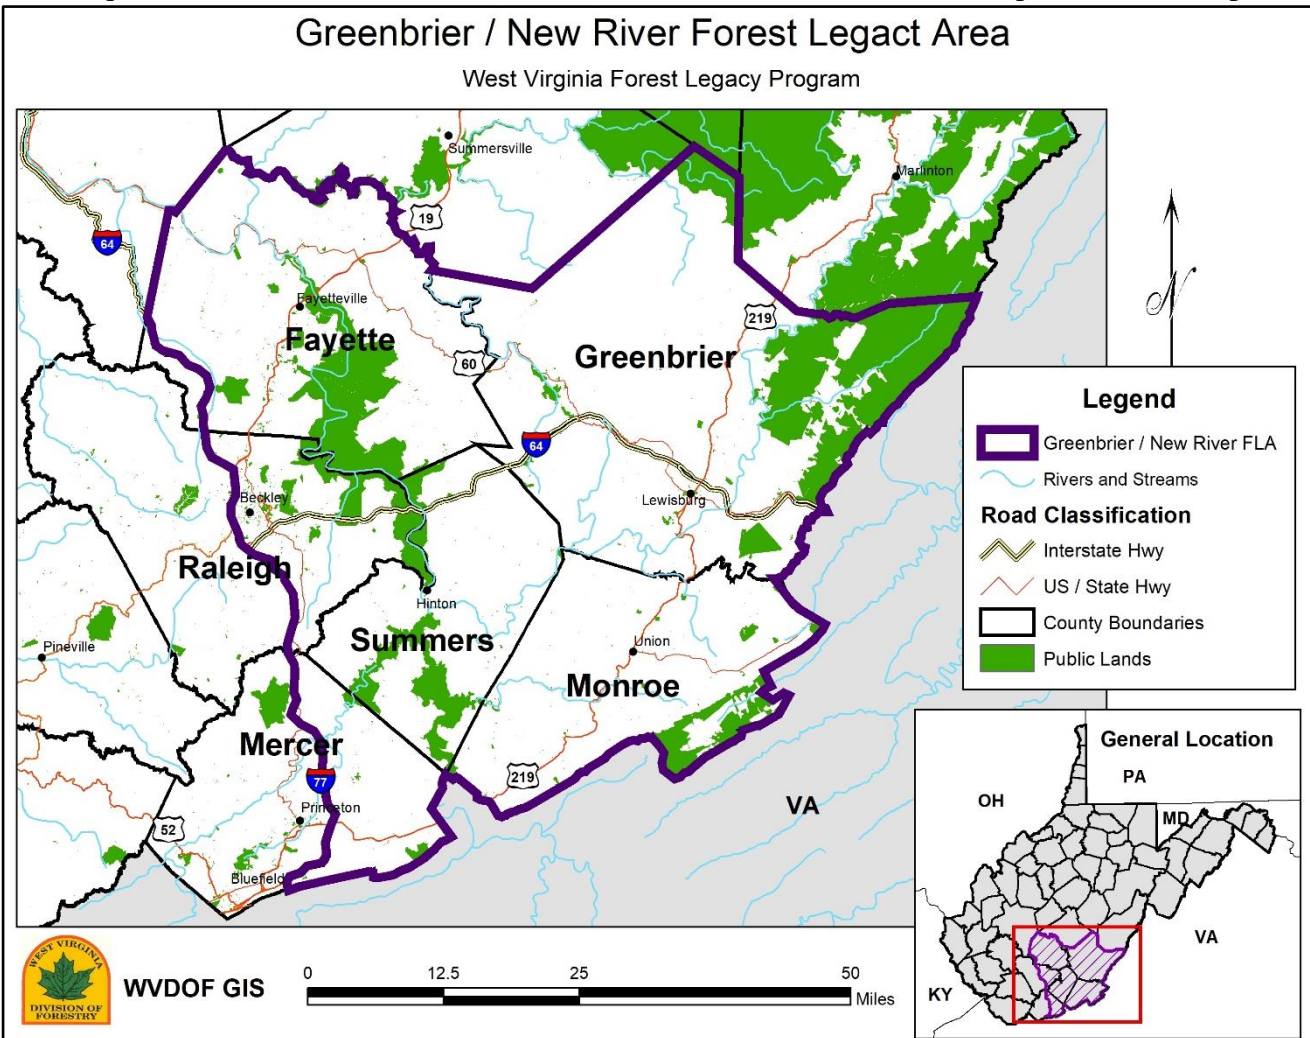 Greenbrier / New River Forest Legact Area
West Virginia Forest Legacy Program
Summersville
Marlinton
19
64
Fayetteville
Fayette
219
60
Greenbrier
64
Beckley
Lewisburg
Raleigh
Hinton
Summers
Pineville
Union
Monroe
Mercer
77
219
Princeton
52
Bluefield
VA
N
Legend
Greenbrier / New River FLA
Rivers and Streams
Road Classification
Interstate Hwy
US / State Hwy
County Boundaries
Public Lands
General Location
PA
OH
MD
VA
KY
WEST VIRGINIA
DIVISION OF
FORESTRY
WVDOF GIS
0 12.5 25 50
Miles